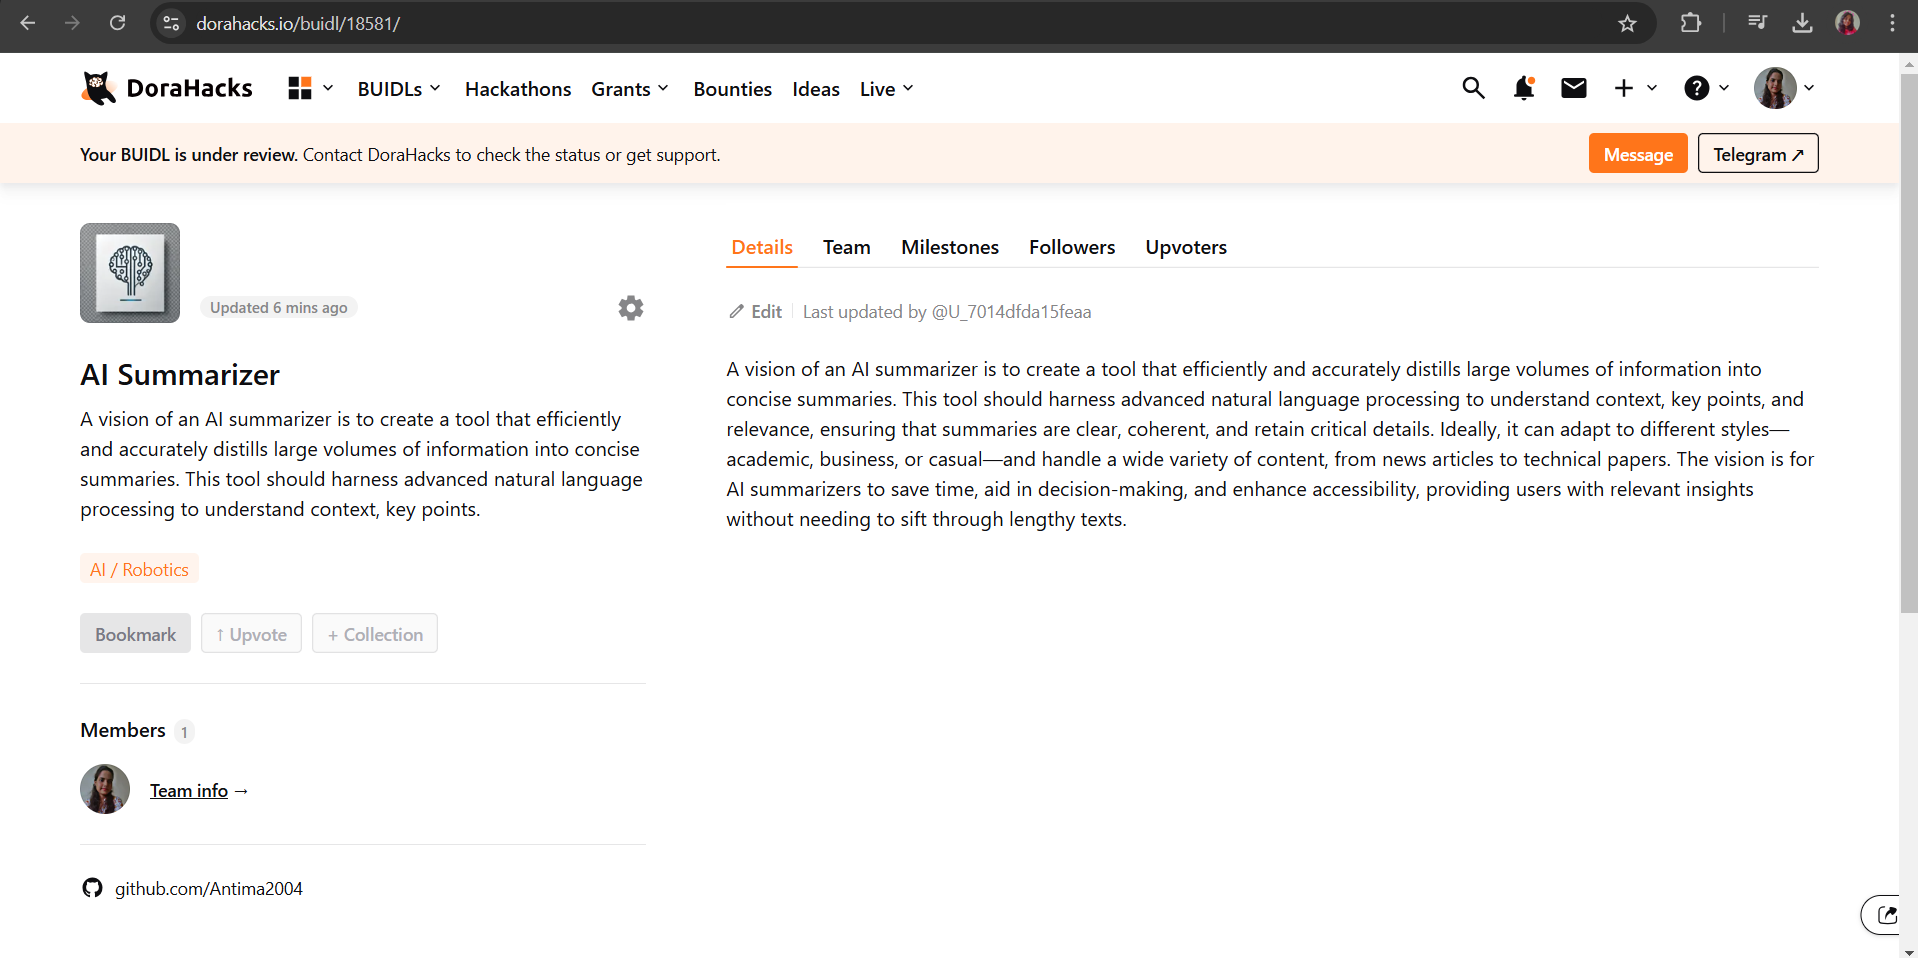 dorahacks.io/buidl/18581/
DoraHacks
BUIDLs
Hackathons
Grants
Bounties
Ideas
Live
Your BUIDL is under review. Contact DoraHacks to check the status or get support.
Message
Telegram ↗
Updated 6 mins ago
AI Summarizer
A vision of an AI summarizer is to create a tool that efficiently
and accurately distills large volumes of information into concise
summaries. This tool should harness advanced natural language
processing to understand context, key points.
AI / Robotics
Bookmark
↑ Upvote
+ Collection
Members 1
Team info →
github.com/Antima2004
Details
Team
Milestones
Followers
Upvoters
Edit
Last updated by @U_7014dfda15feaa
A vision of an AI summarizer is to create a tool that efficiently and accurately distills large volumes of information into
concise summaries. This tool should harness advanced natural language processing to understand context, key points, and
relevance, ensuring that summaries are clear, coherent, and retain critical details. Ideally, it can adapt to different styles—
academic, business, or casual—and handle a wide variety of content, from news articles to technical papers. The vision is for
AI summarizers to save time, aid in decision-making, and enhance accessibility, providing users with relevant insights
without needing to sift through lengthy texts.